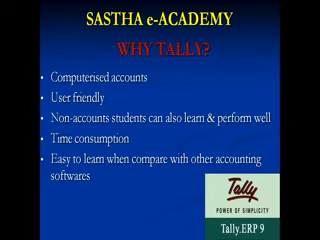 SASTHA e-ACADEMY
WHY TALLY?
• Computerised accounts
• User friendly
• Non-accounts students can also learn & perform well
• Time consumption
• Easy to learn when compare with other accounting
softwares
Tally
POWER OF SIMPLICITY
Tally.ERP 9